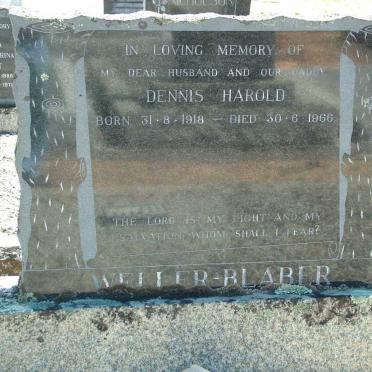 NICHOLSON
IN LOVING MEMORY OF
MY DEAR HUSBAND AND OUR DADDY
DENNIS HAROLD
BORN 31·8·1918 — DIED 30·6·1966
THE LORD IS MY LIGHT AND MY
SALVATION, WHOM SHALL I FEAR?
WELLER-BLABER